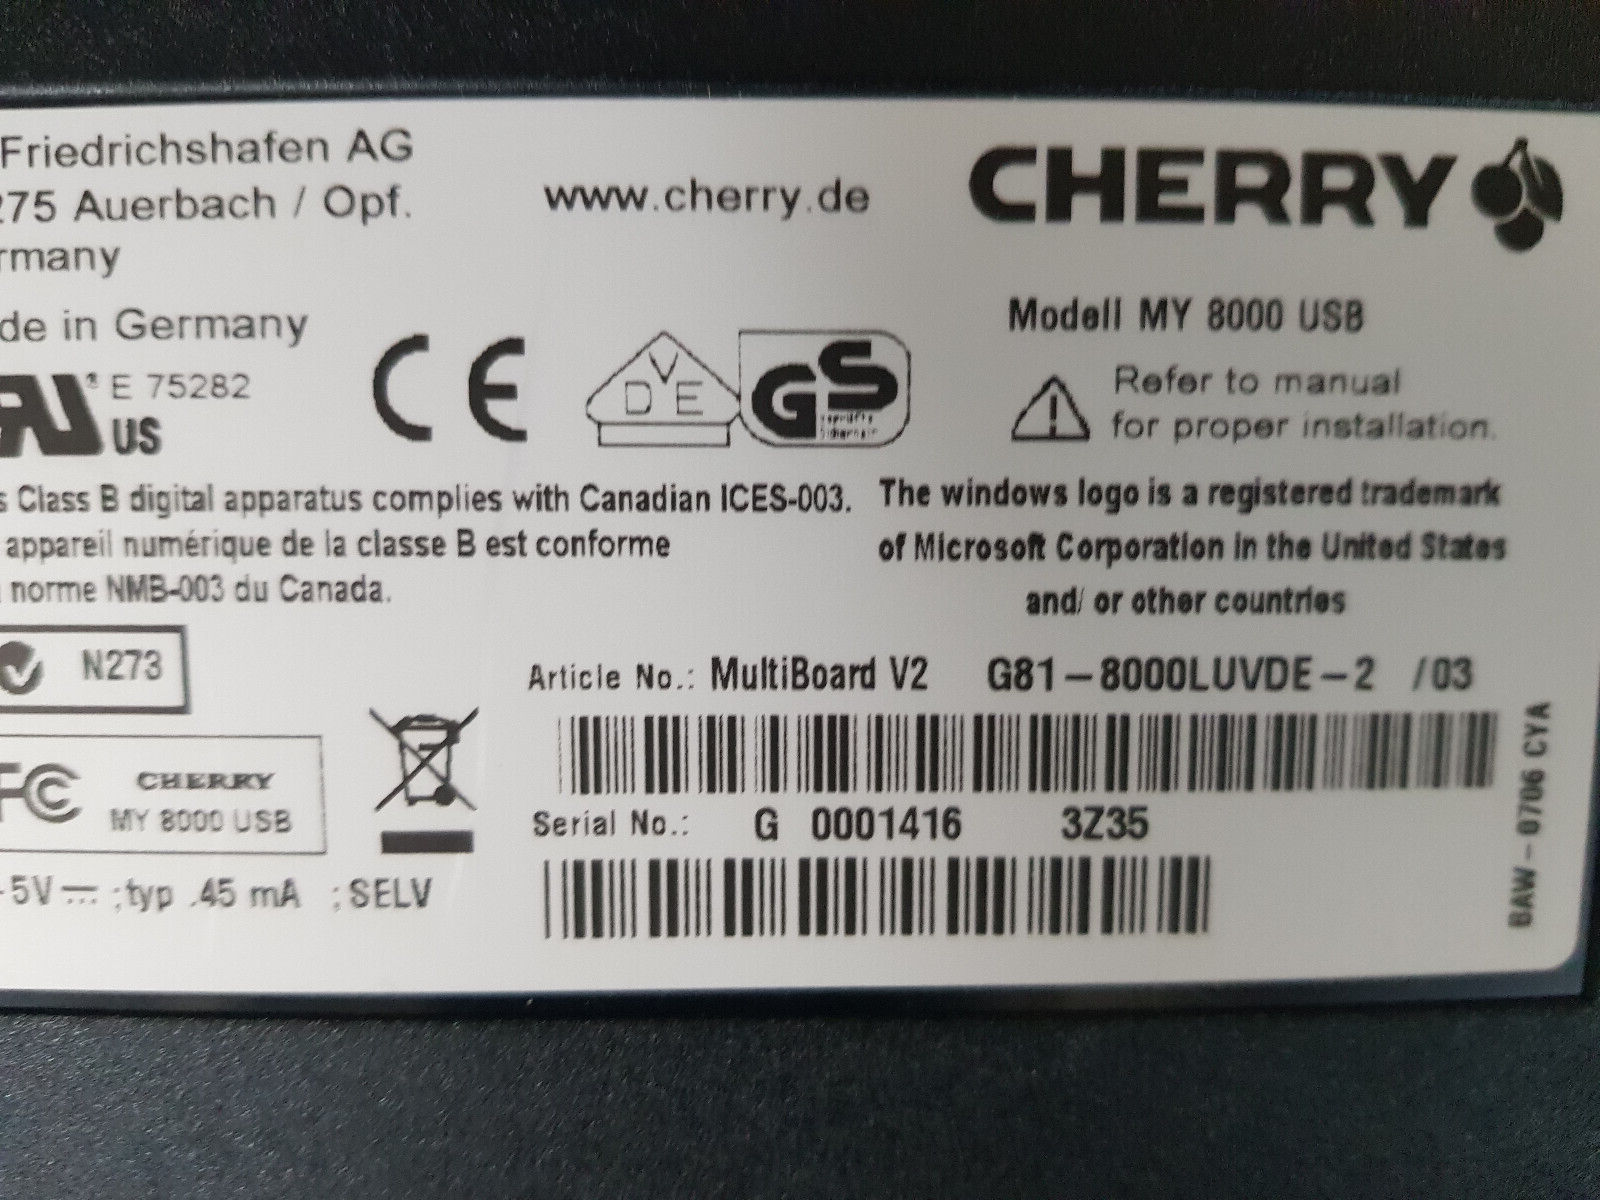 Friedrichshafen AG
275 Auerbach / Opf.
rmany
www.cherry.de
CHERRY
de in Germany
Modell MY 8000 USB
Refer to manual
for proper installation.
® E 75282
US
CE
VDE
GS
geprüfte
Sicherheit
s Class B digital apparatus complies with Canadian ICES-003.
appareil numérique de la classe B est conforme
norme NMB-003 du Canada.
The windows logo is a registered trademark
of Microsoft Corporation in the United States
and/ or other countries
N273
Article No.: MultiBoard V2 G81-8000LUVDE-2 /03
FC
CHERRY
MY 8000 USB
Serial No.: G 0001416 3Z35
5V ; typ .45 mA ; SELV
BAW - 0706 CYA